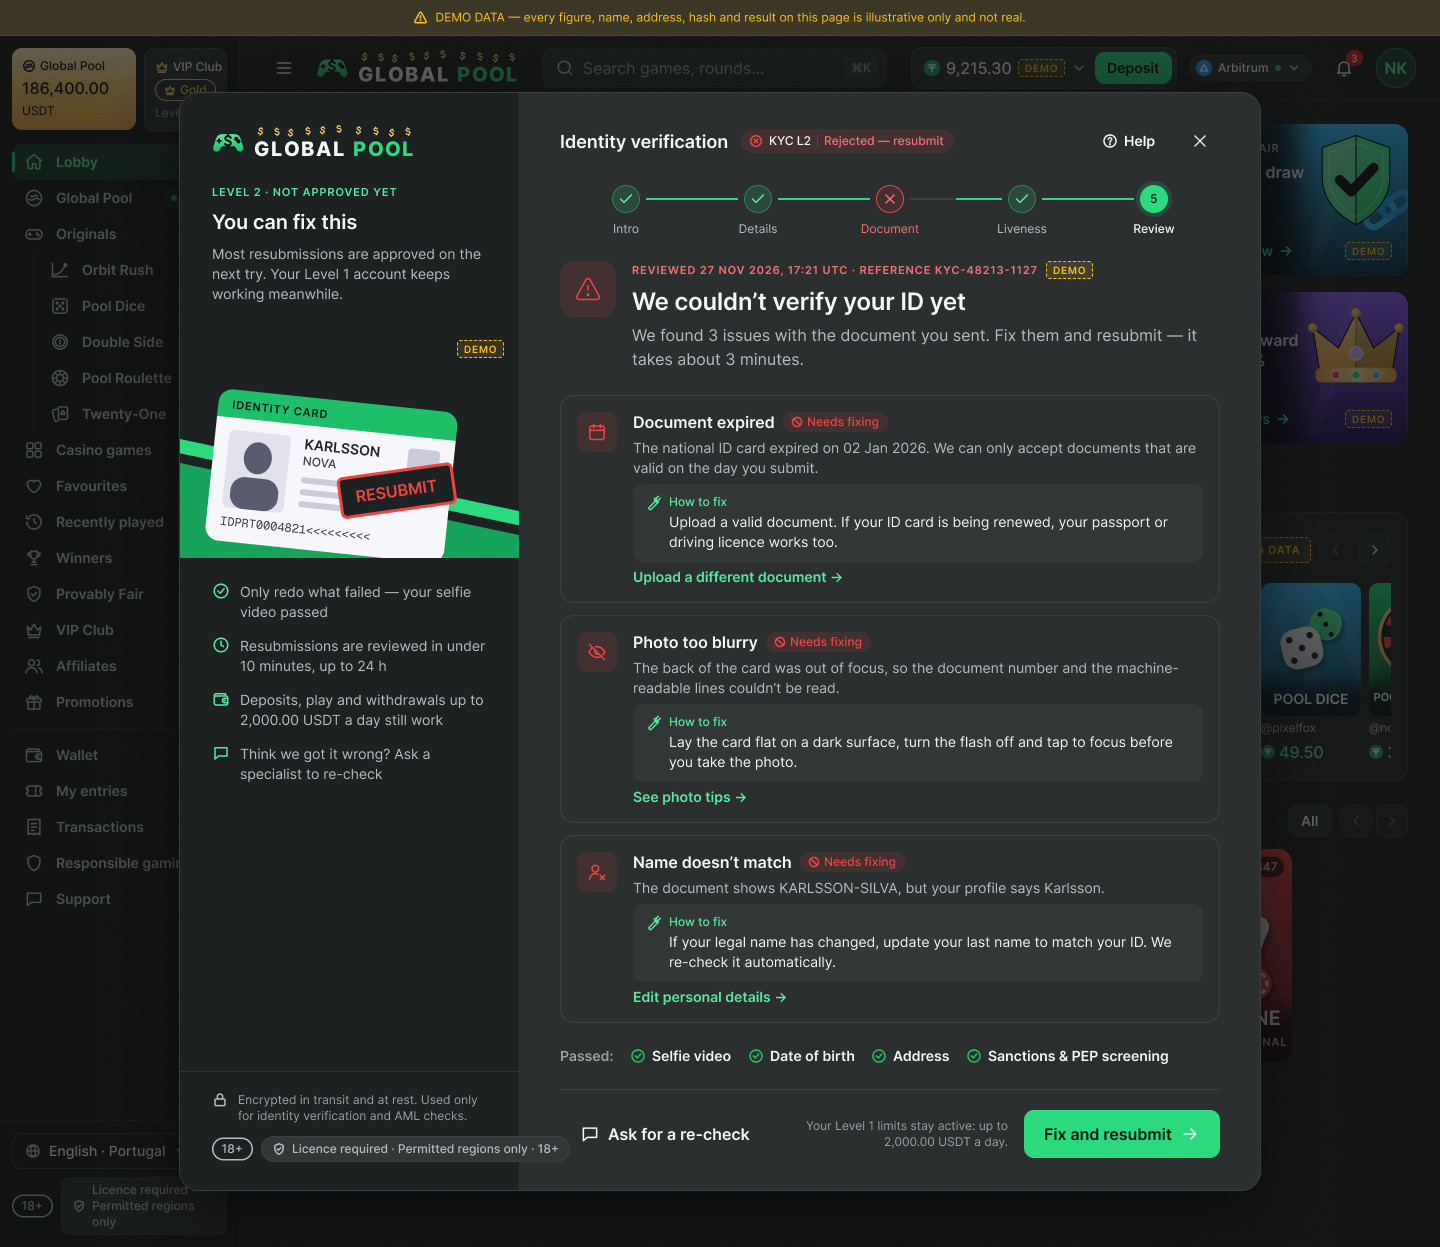 DEMO DATA — every figure, name, address, hash and result on this page is illustrative only and not real.
Global Pool
186,400.00
USDT
VIP Club
Gold
GLOBAL POOL
Search games, rounds...
⌘K
9,215.30 DEMO
Deposit
Arbitrum
3
NK
Lobby
Global Pool
Originals
Orbit Rush
Pool Dice
Double Side
Pool Roulette
Twenty-One
Casino games
Favourites
Recently played
Winners
Provably Fair
VIP Club
Affiliates
Promotions
Wallet
My entries
Transactions
Responsible gamin
Support
English · Portugal
18+
Licence required ·
Permitted regions
only
$ $ $ $ $ $ $ $ $
GLOBAL POOL
LEVEL 2 · NOT APPROVED YET
You can fix this
Most resubmissions are approved on the
next try. Your Level 1 account keeps
working meanwhile.
DEMO
IDENTITY CARD
KARLSSON
NOVA
RESUBMIT
IDPRT0004821<<<<<<<<<
Only redo what failed — your selfie
video passed
Resubmissions are reviewed in under
10 minutes, up to 24 h
Deposits, play and withdrawals up to
2,000.00 USDT a day still work
Think we got it wrong? Ask a
specialist to re-check
Encrypted in transit and at rest. Used only
for identity verification and AML checks.
18+
Licence required · Permitted regions only · 18+
Identity verification
KYC L2 | Rejected — resubmit
Help
Intro
Details
Document
Liveness
5
Review
REVIEWED 27 NOV 2026, 17:21 UTC · REFERENCE KYC-48213-1127 DEMO
We couldn’t verify your ID yet
We found 3 issues with the document you sent. Fix them and resubmit — it
takes about 3 minutes.
Document expired
Needs fixing
The national ID card expired on 02 Jan 2026. We can only accept documents that are
valid on the day you submit.
How to fix
Upload a valid document. If your ID card is being renewed, your passport or
driving licence works too.
Upload a different document →
Photo too blurry
Needs fixing
The back of the card was out of focus, so the document number and the machine-
readable lines couldn’t be read.
How to fix
Lay the card flat on a dark surface, turn the flash off and tap to focus before
you take the photo.
See photo tips →
Name doesn’t match
Needs fixing
The document shows KARLSSON-SILVA, but your profile says Karlsson.
How to fix
If your legal name has changed, update your last name to match your ID. We
re-check it automatically.
Edit personal details →
Passed:
Selfie video
Date of birth
Address
Sanctions & PEP screening
Ask for a re-check
Your Level 1 limits stay active: up to
2,000.00 USDT a day.
Fix and resubmit →
draw
DEMO
DEMO
DATA
POOL DICE
@pixelfox
49.50
All